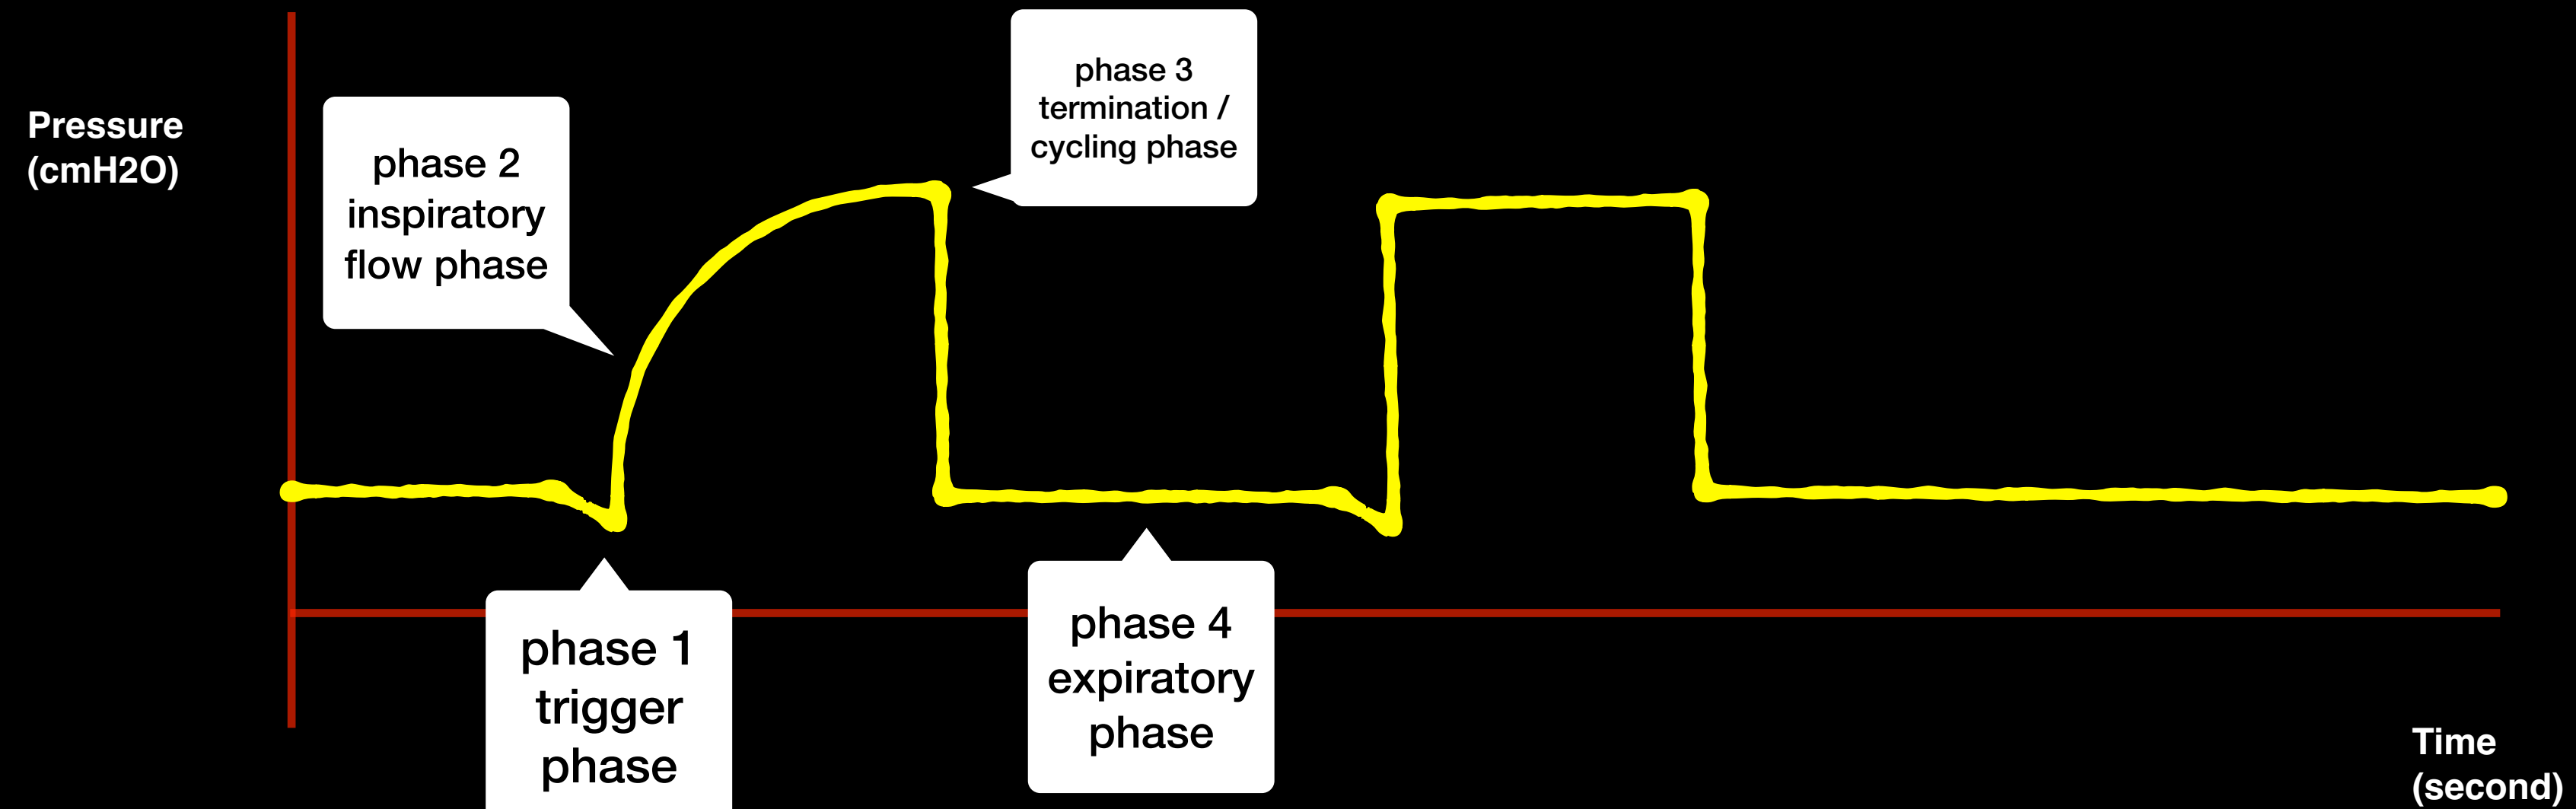 Pressure
(cmH2O)
phase 2
inspiratory
flow phase
phase 3
termination /
cycling phase
phase 1
trigger
phase
phase 4
expiratory
phase
Time
(second)